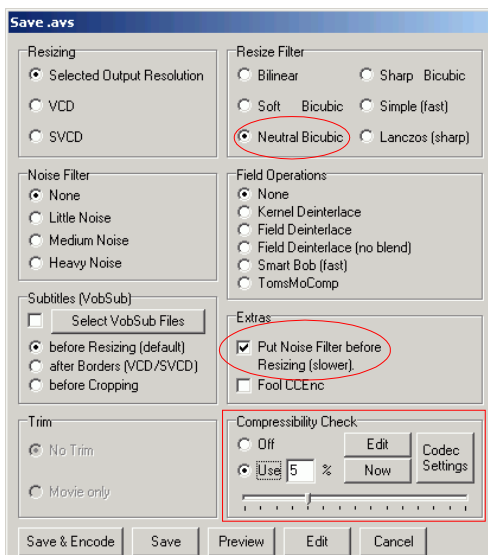 Save .avs
Resizing
Selected Output Resolution
VCD
SVCD
Resize Filter
Bilinear
Sharp Bicubic
Soft Bicubic
Simple (fast)
Neutral Bicubic
Lanczos (sharp)
Noise Filter
None
Little Noise
Medium Noise
Heavy Noise
Field Operations
None
Kernel Deinterlace
Field Deinterlace
Field Deinterlace (no blend)
Smart Bob (fast)
TomsMoComp
Subtitles (VobSub)
Select VobSub Files
before Resizing (default)
after Borders (VCD/SVCD)
before Cropping
Extras
Put Noise Filter before
Resizing (slower).
Fool CCEnc
Trim
No Trim
Movie only
Compressibility Check
Off
Edit
Codec
Settings
Use 5 %
Now
Save & Encode
Save
Preview
Edit
Cancel